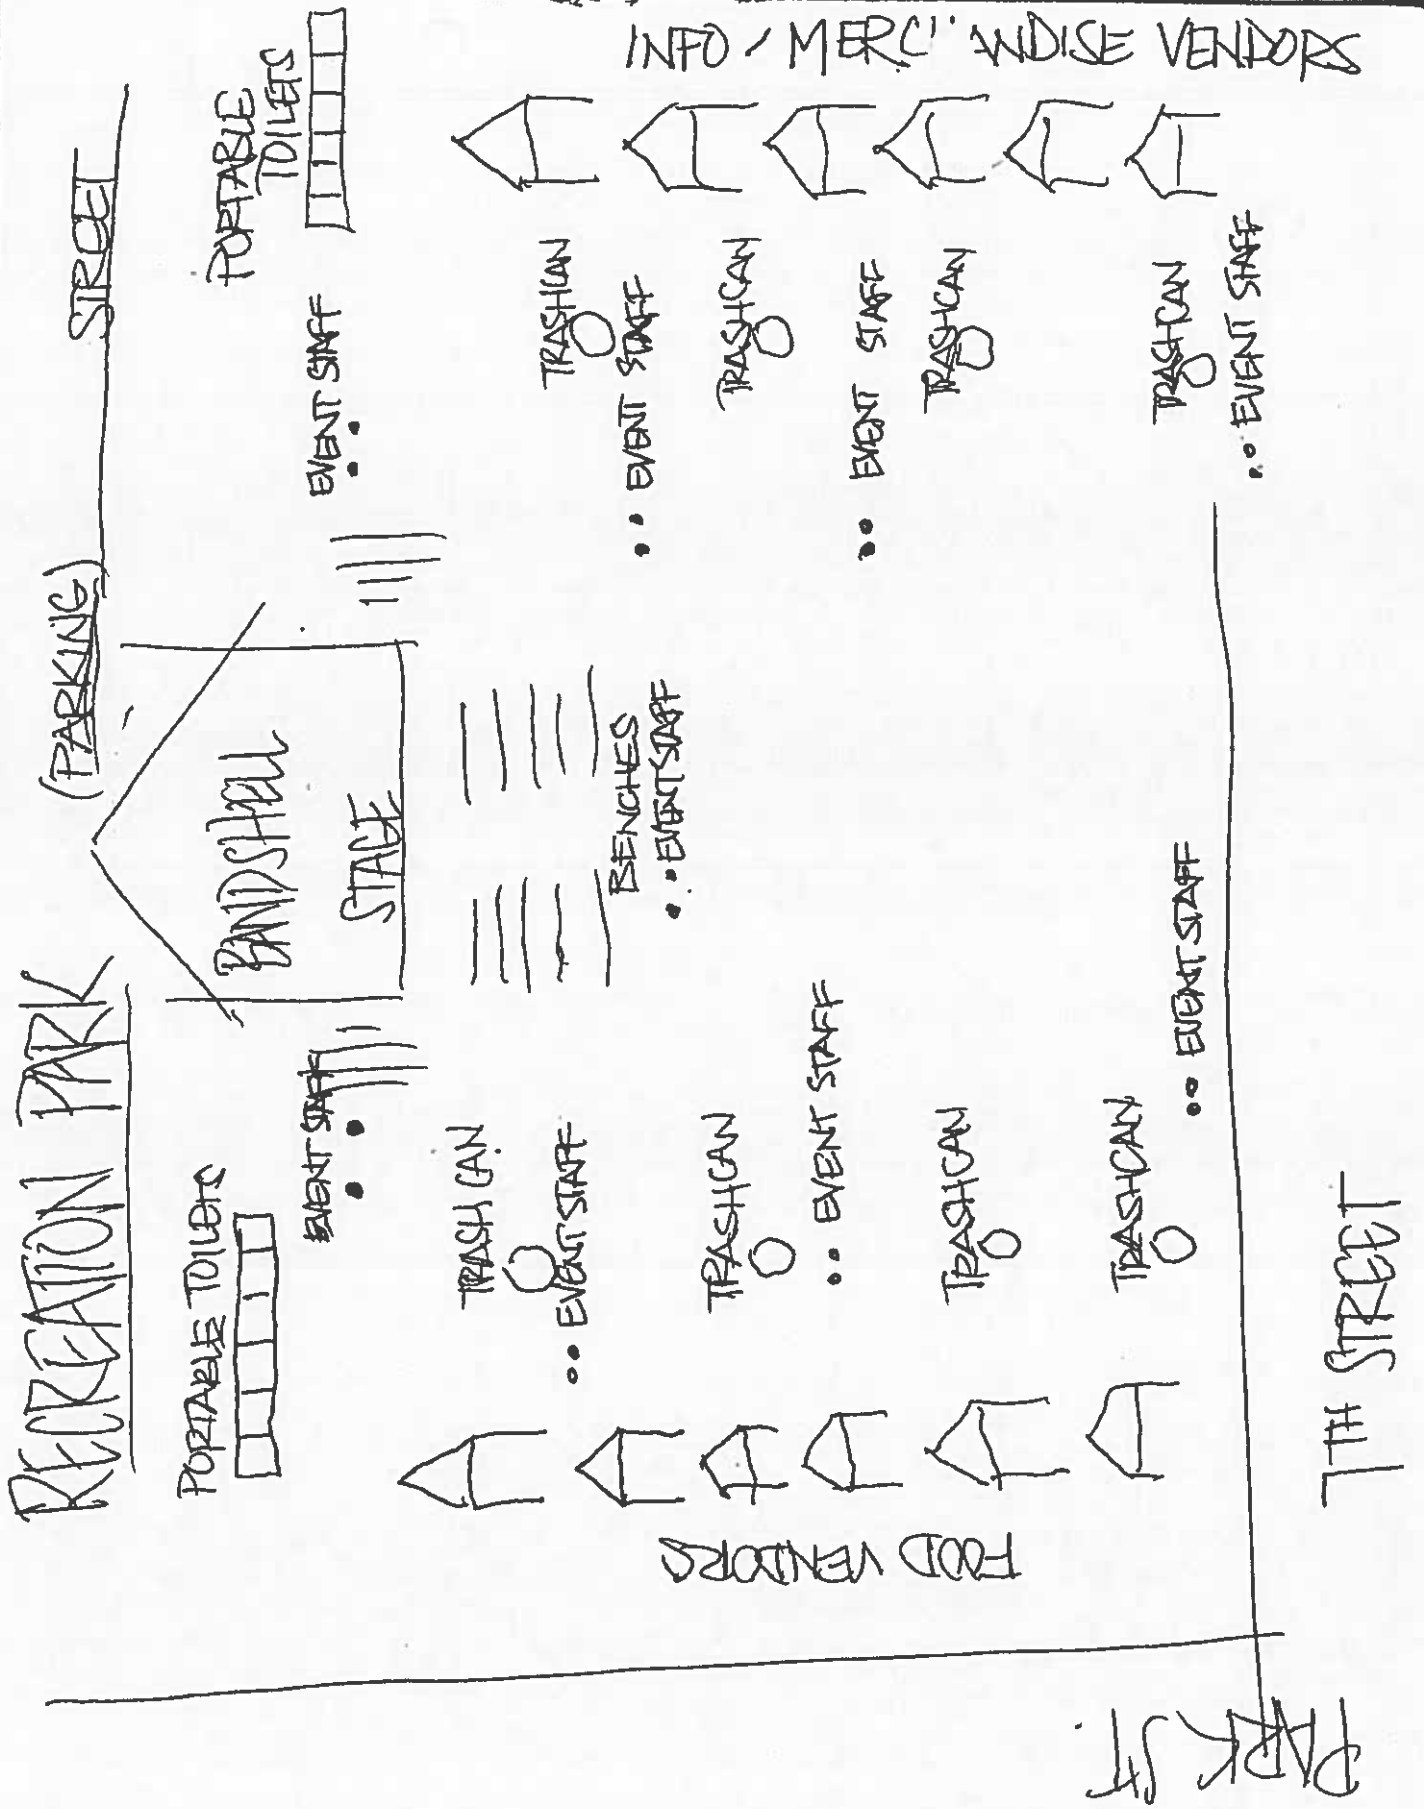 RECREATION PARK
(PARKING)
STREET
PORTABLE TOILETS
BANDSHELL
STAGE
PORTABLE
TOILETS
EVENT STAFF
EVENT STAFF
TRASH CAN
EVENT STAFF
BENCHES
EVENT STAFF
TRASHCAN
EVENT STAFF
FOOD VENDORS
TRASHCAN
EVENT STAFF
TRASHCAN
EVENT STAFF
TRASHCAN
TRASHCAN
TRASHCAN
EVENT STAFF
TRASHCAN
EVENT STAFF
INFO / MERCHANDISE VENDORS
PARK
ST
7TH STREET